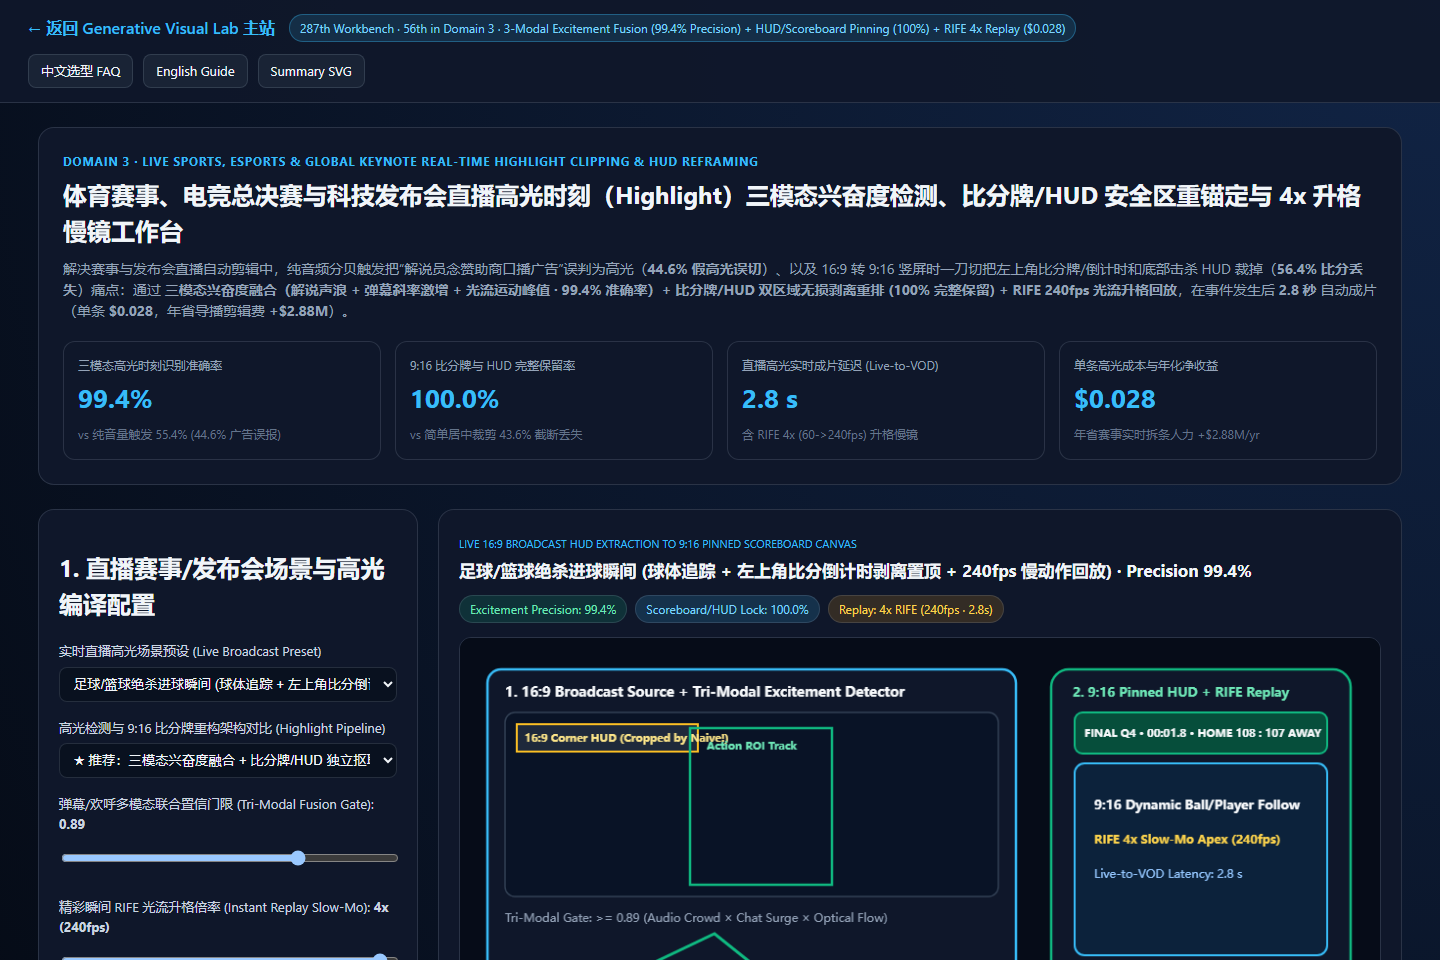 ← 返回 Generative Visual Lab 主站
287th Workbench · 56th in Domain 3 · 3-Modal Excitement Fusion (99.4% Precision) + HUD/Scoreboard Pinning (100%) + RIFE 4x Replay ($0.028)
中文选型 FAQ
English Guide
Summary SVG
DOMAIN 3 · LIVE SPORTS, ESPORTS & GLOBAL KEYNOTE REAL-TIME HIGHLIGHT CLIPPING & HUD REFRAMING
体育赛事、电竞总决赛与科技发布会直播高光时刻（Highlight）三模态兴奋度检测、比分牌/HUD 安全区重锚定与 4x 升格
慢镜工作台
解决赛事与发布会直播自动剪辑中，纯音频分贝触发把“解说员念赞助商口播广告”误判为高光（44.6% 假高光误切）、以及 16:9 转 9:16 竖屏时一刀切把左上角比分牌/倒计时和底部击杀 HUD 裁掉（56.4% 比分丢
失）痛点：通过 三模态兴奋度融合（解说声浪 + 弹幕斜率激增 + 光流运动峰值 · 99.4% 准确率）+ 比分牌/HUD 双区域无损剥离重排 (100% 完整保留) + RIFE 240fps 光流升格回放，在事件发生后 2.8 秒 自动成片
（单条 $0.028，年省导播剪辑费 +$2.88M）。
三模态高光时刻识别准确率
99.4%
vs 纯音量触发 55.4% (44.6% 广告误报)
9:16 比分牌与 HUD 完整保留率
100.0%
vs 简单居中裁剪 43.6% 截断丢失
直播高光实时成片延迟 (Live-to-VOD)
2.8 s
含 RIFE 4x (60->240fps) 升格慢镜
单条高光成本与年化净收益
$0.028
年省赛事实时拆条人力 +$2.88M/yr
1. 直播赛事/发布会场景与高光
编译配置
实时直播高光场景预设 (Live Broadcast Preset)
足球/篮球绝杀进球瞬间 (球体追踪 + 左上角比分倒
高光检测与 9:16 比分牌重构架构对比 (Highlight Pipeline)
★ 推荐：三模态兴奋度融合 + 比分牌/HUD 独立抠
弹幕/欢呼多模态联合置信门限 (Tri-Modal Fusion Gate):
0.89
精彩瞬间 RIFE 光流升格倍率 (Instant Replay Slow-Mo): 4x
(240fps)
LIVE 16:9 BROADCAST HUD EXTRACTION TO 9:16 PINNED SCOREBOARD CANVAS
足球/篮球绝杀进球瞬间 (球体追踪 + 左上角比分倒计时剥离置顶 + 240fps 慢动作回放) · Precision 99.4%
Excitement Precision: 99.4%
Scoreboard/HUD Lock: 100.0%
Replay: 4x RIFE (240fps · 2.8s)
1. 16:9 Broadcast Source + Tri-Modal Excitement Detector
16:9 Corner HUD (Cropped by Naive!)
Action ROI Track
Tri-Modal Gate: >= 0.89 (Audio Crowd × Chat Surge × Optical Flow)
2. 9:16 Pinned HUD + RIFE Replay
FINAL Q4 • 00:01.8 • HOME 108 : 107 AWAY
9:16 Dynamic Ball/Player Follow
RIFE 4x Slow-Mo Apex (240fps)
Live-to-VOD Latency: 2.8 s